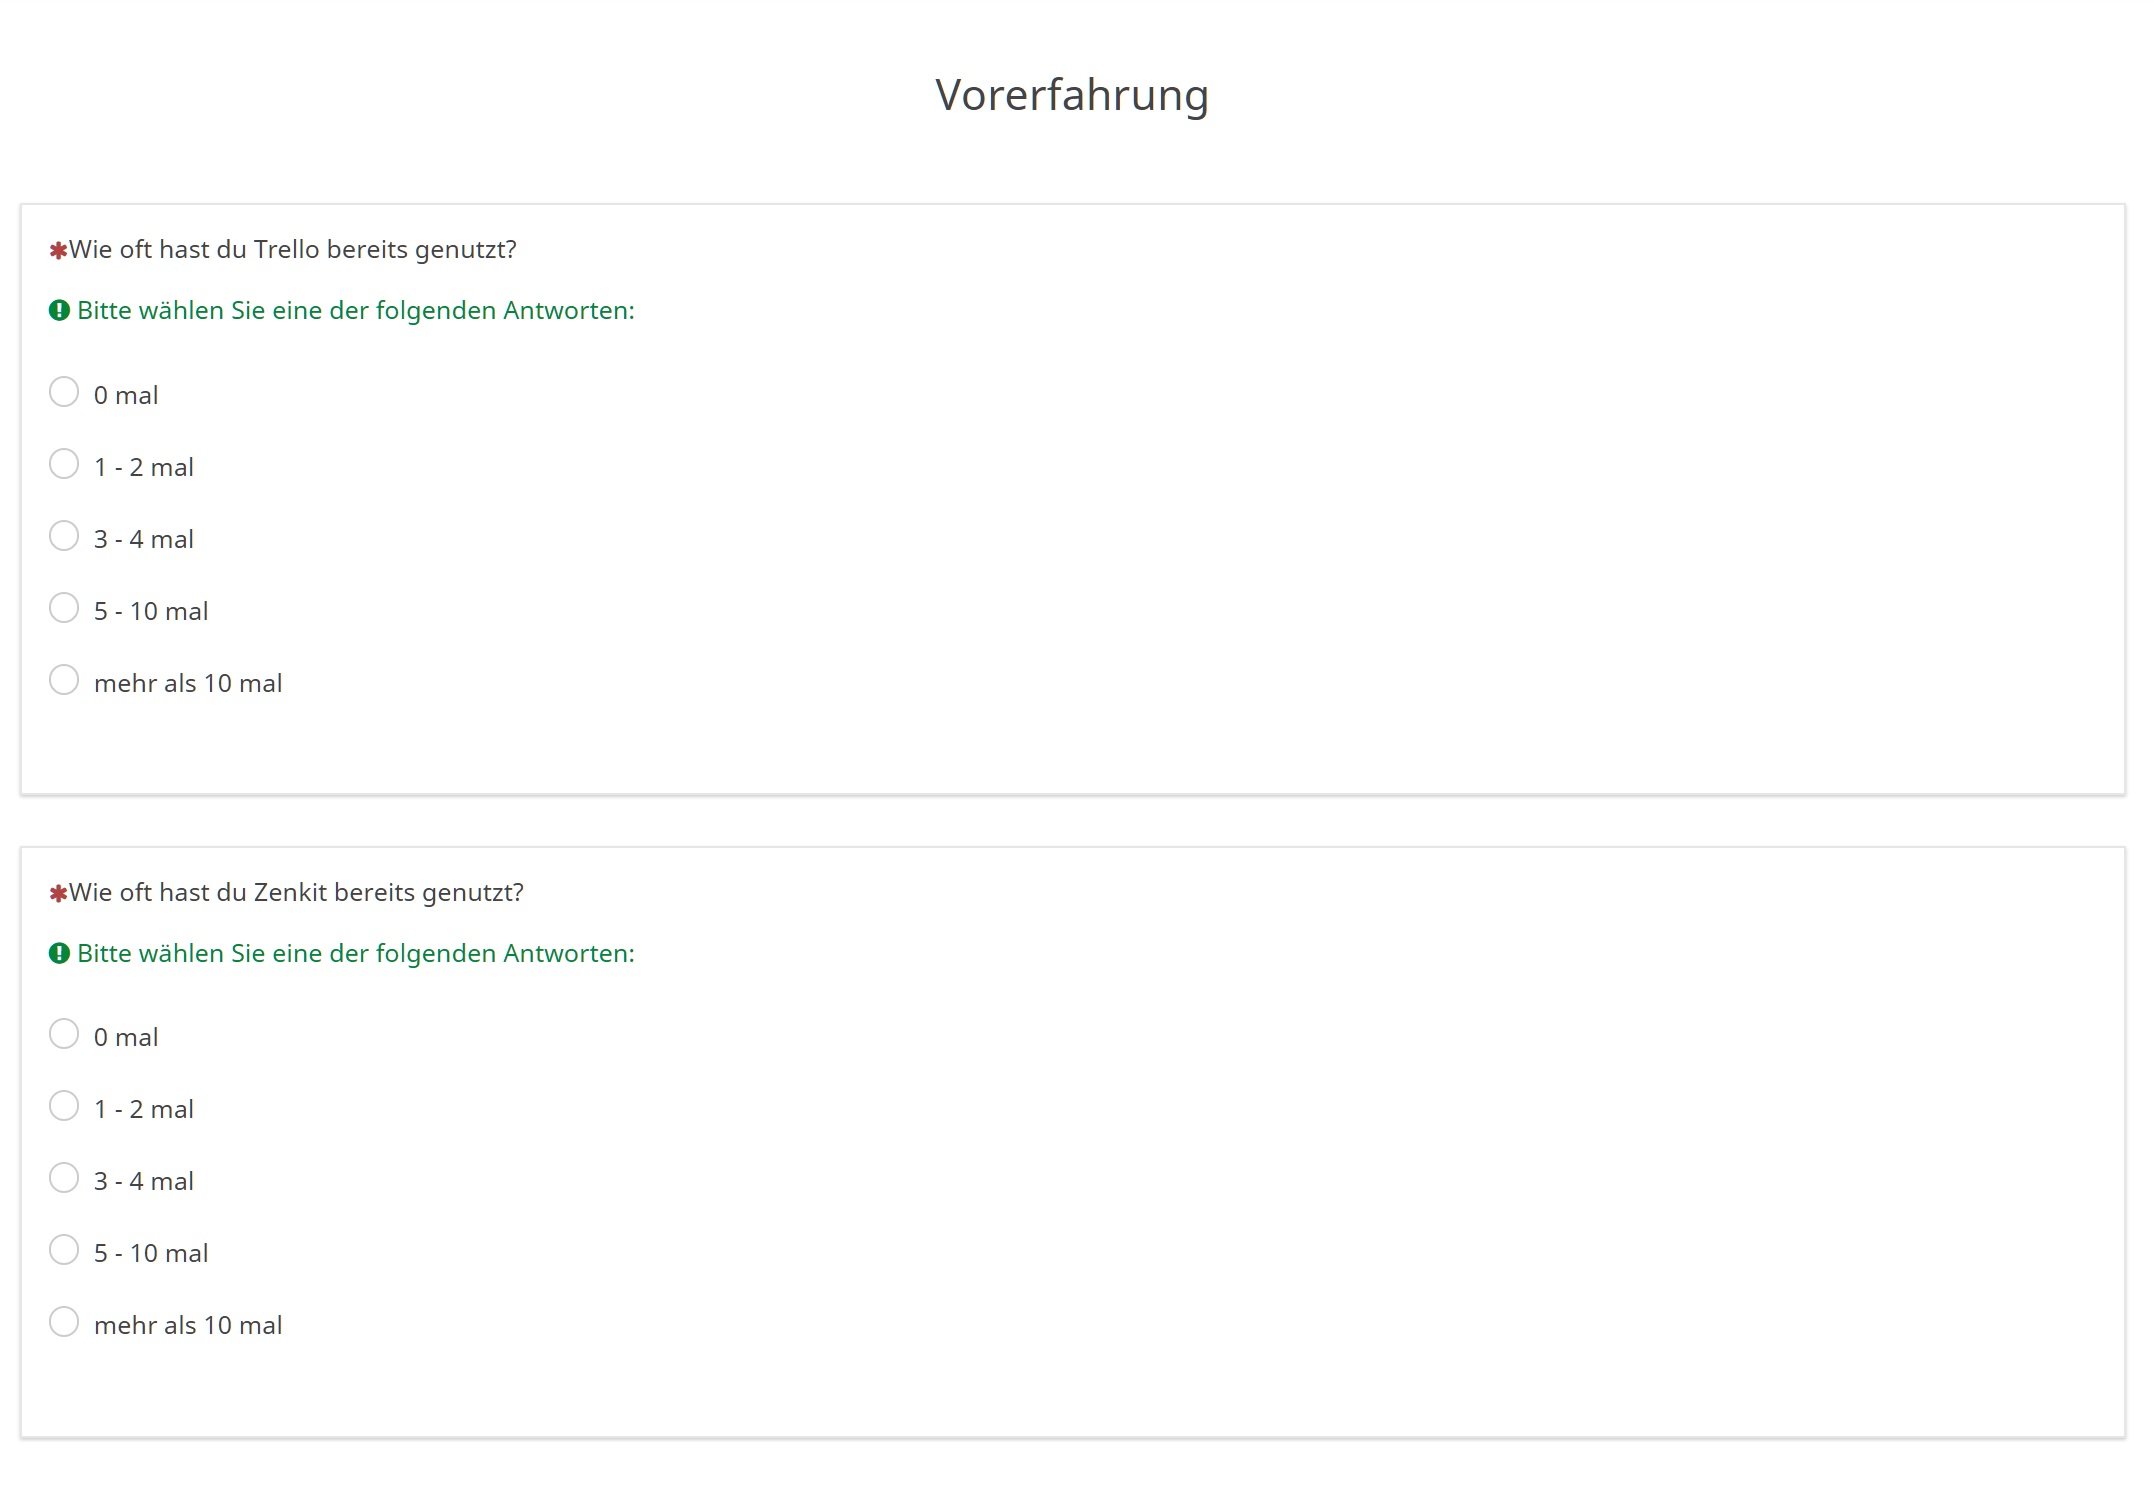 Vorerfahrung
✱Wie oft hast du Trello bereits genutzt?
Bitte wählen Sie eine der folgenden Antworten:
0 mal
1 - 2 mal
3 - 4 mal
5 - 10 mal
mehr als 10 mal
✱Wie oft hast du Zenkit bereits genutzt?
Bitte wählen Sie eine der folgenden Antworten:
0 mal
1 - 2 mal
3 - 4 mal
5 - 10 mal
mehr als 10 mal